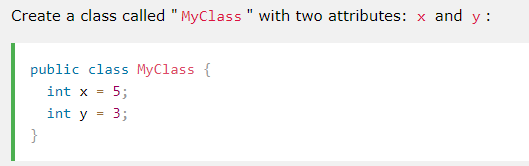 Create a class called "MyClass" with two attributes: x and y:
public class MyClass {
  int x = 5;
  int y = 3;
}